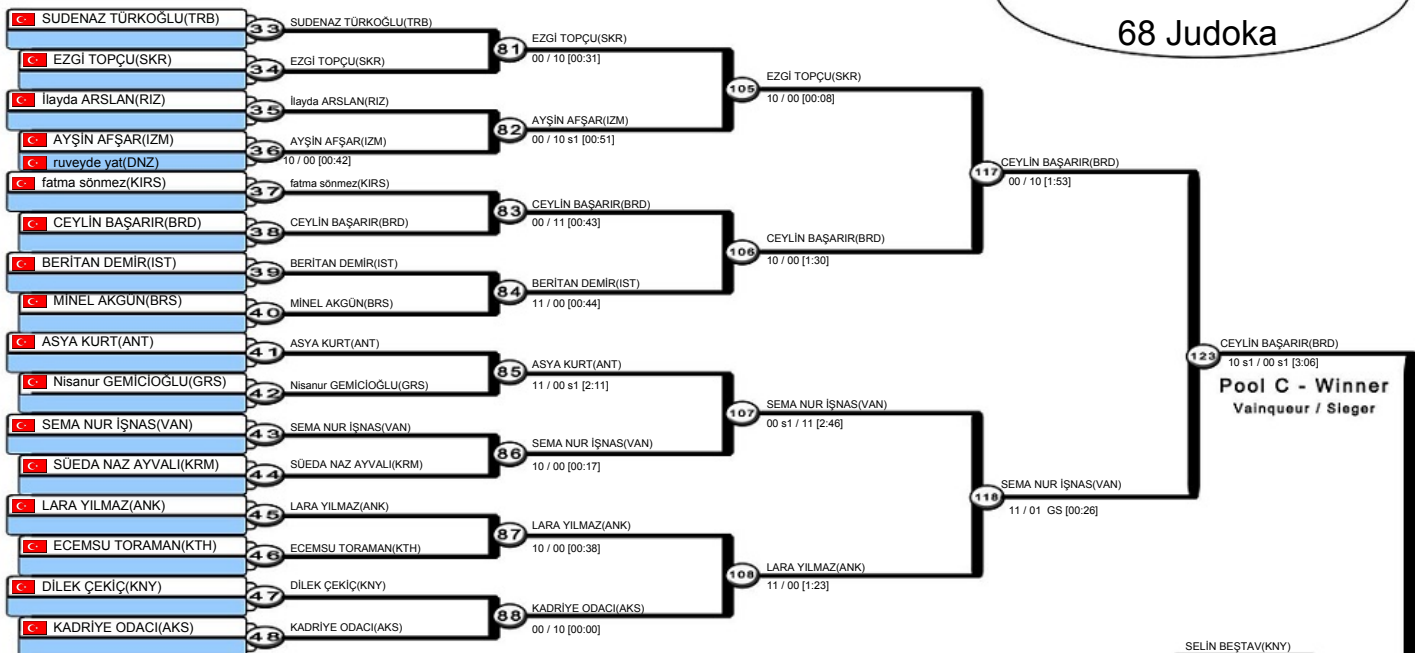 68 Judoka
SUDENAZ TÜRKOĞLU(TRB)
EZGİ TOPÇU(SKR)
İlayda ARSLAN(RIZ)
AYŞİN AFŞAR(IZM)
ruveyde yat(DNZ)
fatma sönmez(KIRS)
CEYLİN BAŞARIR(BRD)
BERİTAN DEMİR(IST)
MİNEL AKGÜN(BRS)
ASYA KURT(ANT)
Nisanur GEMİCİOĞLU(GRS)
SEMA NUR İŞNAS(VAN)
SÜEDA NAZ AYVALI(KRM)
LARA YILMAZ(ANK)
ECEMSU TORAMAN(KTH)
DİLEK ÇEKİÇ(KNY)
KADRİYE ODACI(AKS)
33 SUDENAZ TÜRKOĞLU(TRB)
34 EZGİ TOPÇU(SKR)
35 İlayda ARSLAN(RIZ)
36 AYŞİN AFŞAR(IZM)
10 / 00 [00:42]
37 fatma sönmez(KIRS)
38 CEYLİN BAŞARIR(BRD)
39 BERİTAN DEMİR(IST)
40 MİNEL AKGÜN(BRS)
41 ASYA KURT(ANT)
42 Nisanur GEMİCİOĞLU(GRS)
43 SEMA NUR İŞNAS(VAN)
44 SÜEDA NAZ AYVALI(KRM)
45 LARA YILMAZ(ANK)
46 ECEMSU TORAMAN(KTH)
47 DİLEK ÇEKİÇ(KNY)
48 KADRİYE ODACI(AKS)
81 EZGİ TOPÇU(SKR)
00 / 10 [00:31]
82 AYŞİN AFŞAR(IZM)
00 / 10 s1 [00:51]
83 CEYLİN BAŞARIR(BRD)
00 / 11 [00:43]
84 BERİTAN DEMİR(IST)
11 / 00 [00:44]
85 ASYA KURT(ANT)
11 / 00 s1 [2:11]
86 SEMA NUR İŞNAS(VAN)
10 / 00 [00:17]
87 LARA YILMAZ(ANK)
10 / 00 [00:38]
88 KADRİYE ODACI(AKS)
00 / 10 [00:00]
105 EZGİ TOPÇU(SKR)
10 / 00 [00:08]
106 CEYLİN BAŞARIR(BRD)
10 / 00 [1:30]
107 SEMA NUR İŞNAS(VAN)
00 s1 / 11 [2:46]
108 LARA YILMAZ(ANK)
11 / 00 [1:23]
117 CEYLİN BAŞARIR(BRD)
00 / 10 [1:53]
118 SEMA NUR İŞNAS(VAN)
11 / 01 GS [00:26]
123 CEYLİN BAŞARIR(BRD)
10 s1 / 00 s1 [3:06]
Pool C - Winner
Vainqueur / Sieger
SELİN BEŞTAV(KNY)